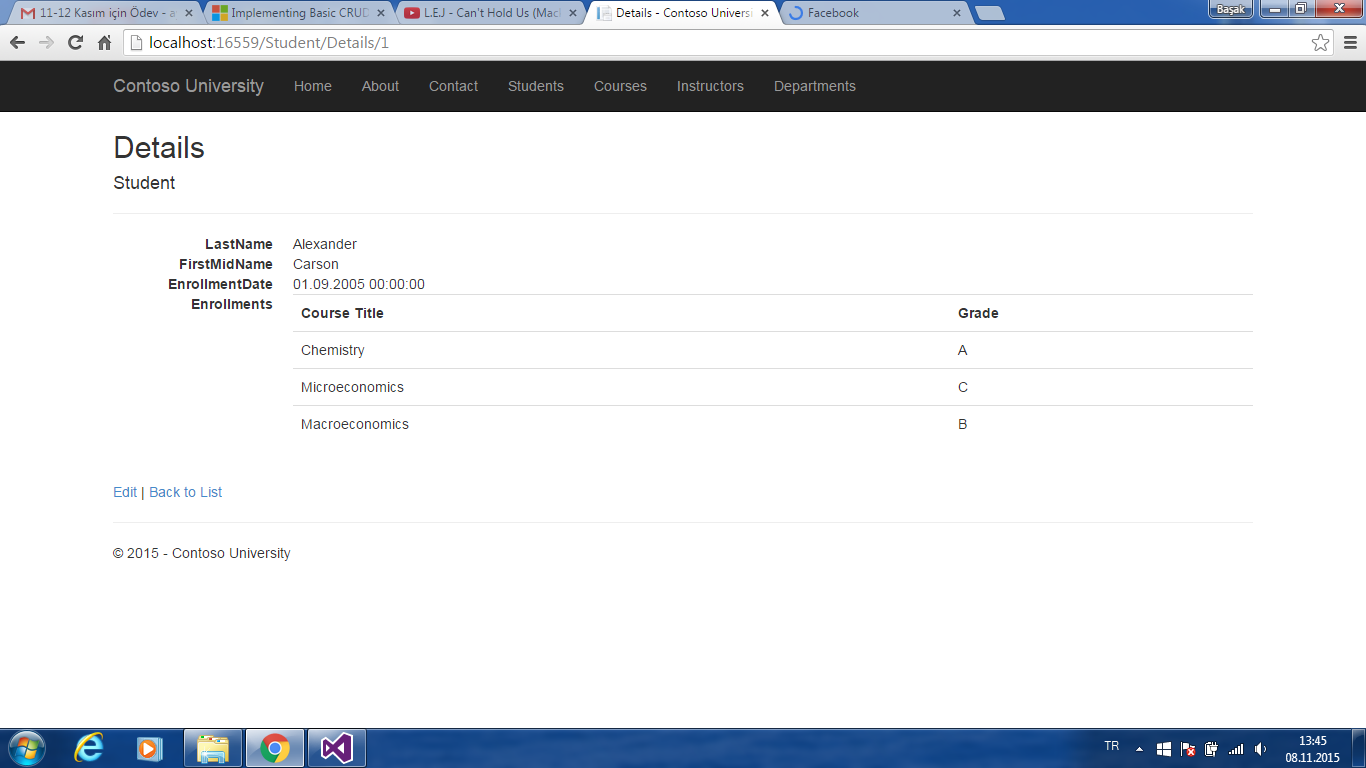 11-12 Kasım için Ödev - a
Implementing Basic CRUD
L.E.J - Can't Hold Us (Mac
Details - Contoso Universi
Facebook
Başak
localhost:16559/Student/Details/1
Contoso University Home About Contact Students Courses Instructors Departments
Details
Student
LastName Alexander
FirstMidName Carson
EnrollmentDate 01.09.2005 00:00:00
Enrollments
Course Title Grade
Chemistry A
Microeconomics C
Macroeconomics B
Edit | Back to List
© 2015 - Contoso University
TR
13:45
08.11.2015